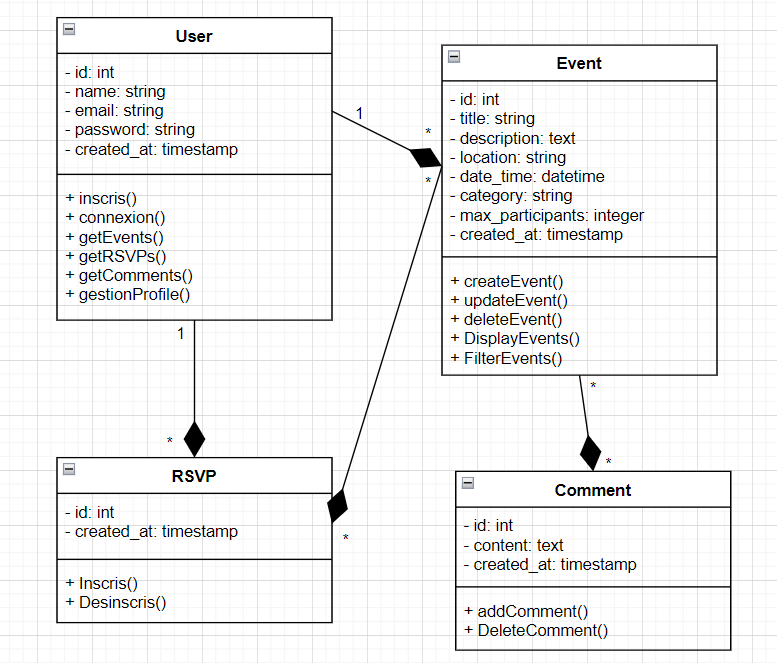 User
- id: int
- name: string
- email: string
- password: string
- created_at: timestamp
+ inscris()
+ connexion()
+ getEvents()
+ getRSVPs()
+ getComments()
+ gestionProfile()
1
*
*
Event
- id: int
- title: string
- description: text
- location: string
- date_time: datetime
- category: string
- max_participants: integer
- created_at: timestamp
+ createEvent()
+ updateEvent()
+ deleteEvent()
+ DisplayEvents()
+ FilterEvents()
1
*
*
*
*
RSVP
- id: int
- created_at: timestamp
+ Inscris()
+ Desinscris()
Comment
- id: int
- content: text
- created_at: timestamp
+ addComment()
+ DeleteComment()